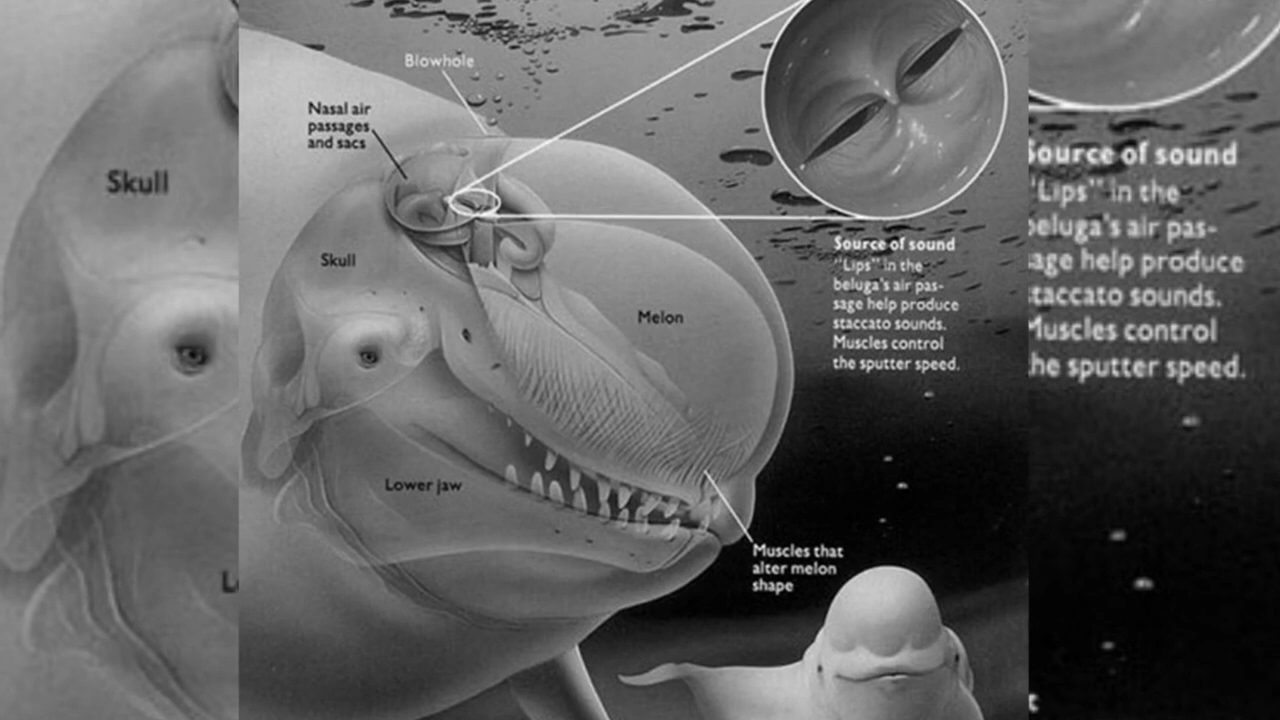 Blowhole
Nasal air
passages
and sacs
Skull
Skull
Melon
Lower jaw
Source of sound
"Lips" in the
beluga's air pas-
sage help produce
staccato sounds.
Muscles control
the sputter speed.
Muscles that
alter melon
shape
Source of sound
"Lips" in the
beluga's air pas-
sage help produce
staccato sounds.
Muscles control
the sputter speed.